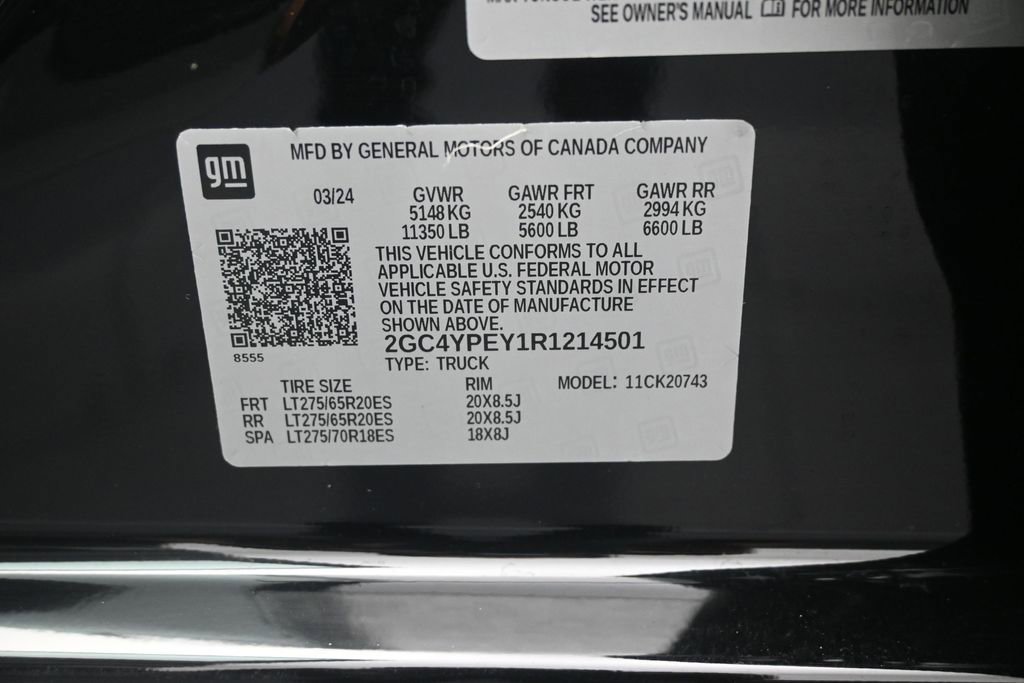 SEE OWNER'S MANUAL FOR MORE INFORMATION
gm
MFD BY GENERAL MOTORS OF CANADA COMPANY
03/24 GVWR GAWR FRT GAWR RR
5148 KG 2540 KG 2994 KG
11350 LB 5600 LB 6600 LB
THIS VEHICLE CONFORMS TO ALL
APPLICABLE U.S. FEDERAL MOTOR
VEHICLE SAFETY STANDARDS IN EFFECT
ON THE DATE OF MANUFACTURE
SHOWN ABOVE.
2GC4YPEY1R1214501
8555
TYPE: TRUCK
TIRE SIZE RIM MODEL: 11CK20743
FRT LT275/65R20ES 20X8.5J
RR LT275/65R20ES 20X8.5J
SPA LT275/70R18ES 18X8J